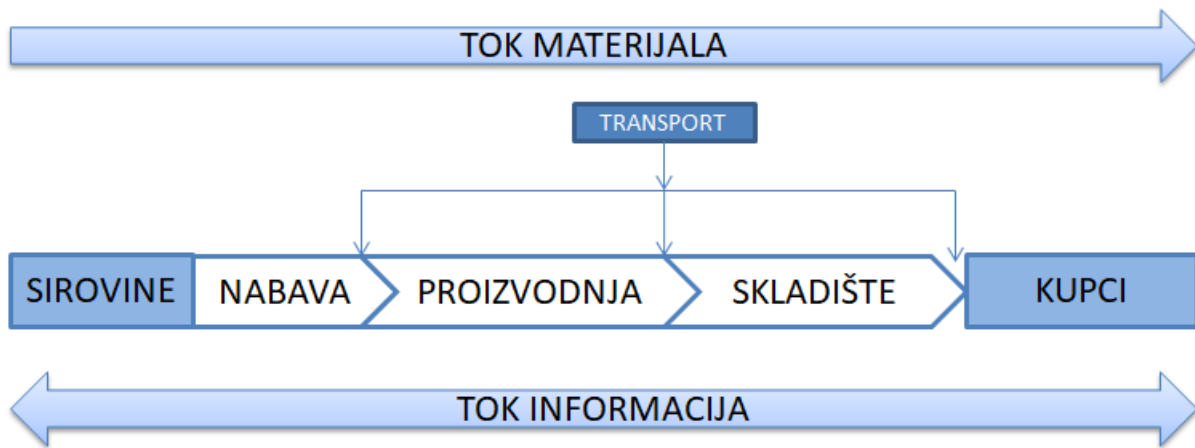 TOK MATERIJALA
TRANSPORT
SIROVINE
NABAVA
PROIZVODNJA
SKLADIŠTE
KUPCI
TOK INFORMACIJA